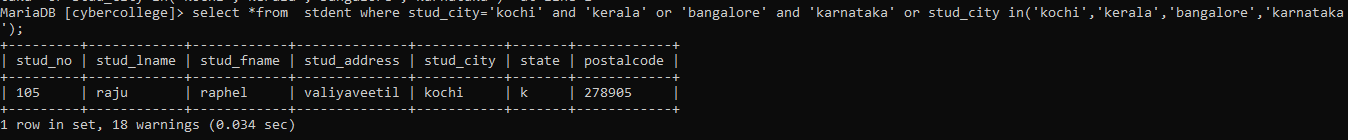 MariaDB [cybercollege]> select *from  stdent where stud_city='kochi' and 'kerala' or 'bangalore' and 'karnataka' or stud_city in('kochi','kerala','bangalore','karnataka
');
+---------+------------+------------+---------------+-----------+-------+------------+
| stud_no | stud_lname | stud_fname | stud_address  | stud_city | state | postalcode |
+---------+------------+------------+---------------+-----------+-------+------------+
| 105     | raju       | raphel     | valiyaveetil  | kochi     | k     | 278905     |
+---------+------------+------------+---------------+-----------+-------+------------+
1 row in set, 18 warnings (0.034 sec)